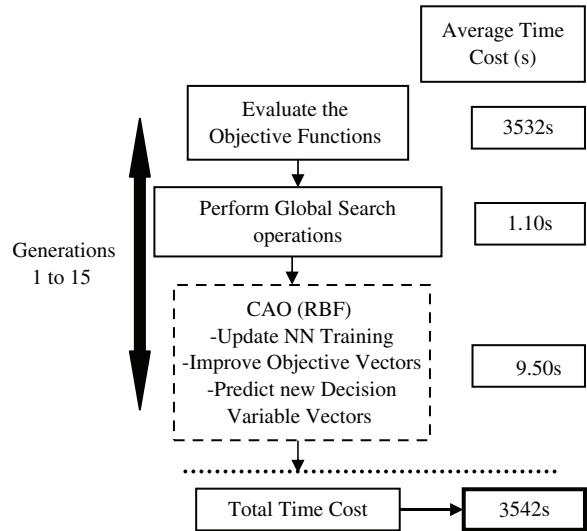 Average Time
Cost (s)
Evaluate the
Objective Functions
3532s
Perform Global Search
operations
1.10s
Generations
1 to 15
CAO (RBF)
-Update NN Training
-Improve Objective Vectors
-Predict new Decision
Variable Vectors
9.50s
Total Time Cost
3542s